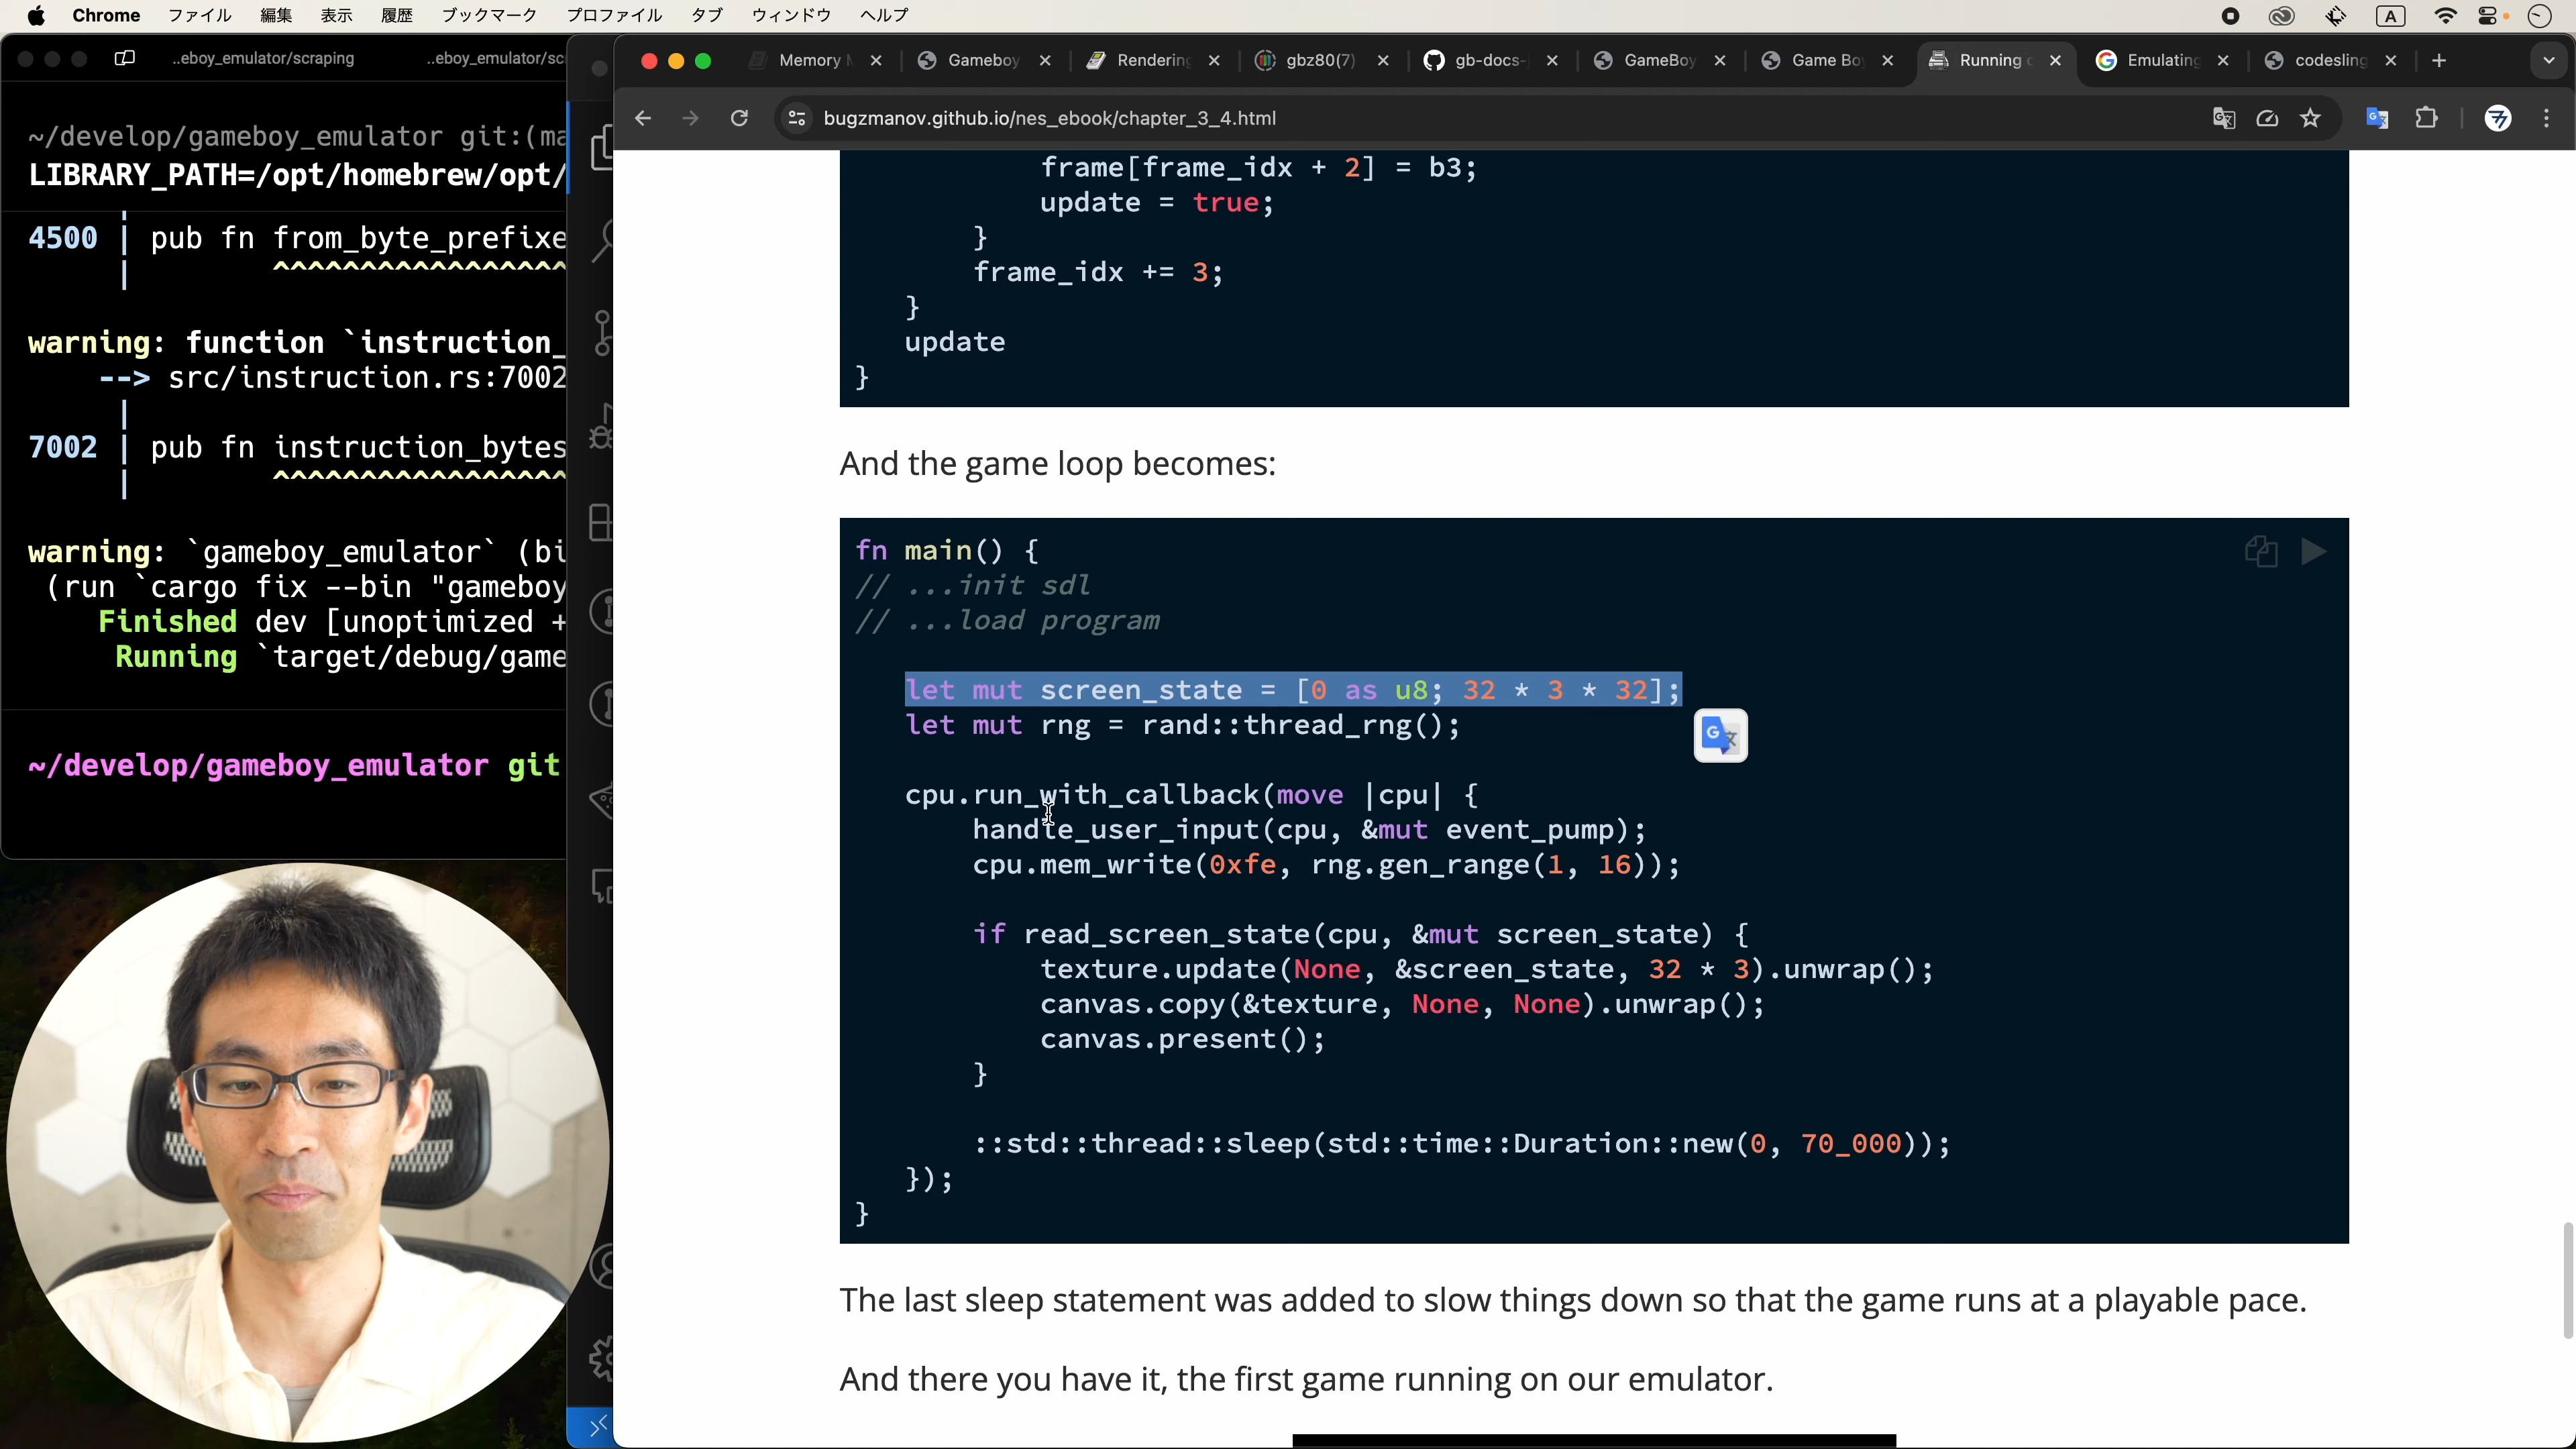 Chrome ファイル 編集 表示 履歴 ブックマーク プロファイル タブ ウィンドウ ヘルプ A
..eboy_emulator/scraping ..eboy_emulator/sc
~/develop/gameboy_emulator git:(ma
LIBRARY_PATH=/opt/homebrew/opt/
4500 | pub fn from_byte_prefixe
^^^^^^^^^^^^^^^^^
warning: function `instruction_
--> src/instruction.rs:7002
7002 | pub fn instruction_bytes
^^^^^^^^^^^^^^^^^
warning: `gameboy_emulator` (bi
(run `cargo fix --bin "gameboy
Finished dev [unoptimized +
Running `target/debug/game
~/develop/gameboy_emulator git
Memory Gameboy Rendering gbz80(7) gb-docs- GameBoy Game Bo Running Emulating codesling
bugzmanov.github.io/nes_ebook/chapter_3_4.html
frame[frame_idx + 2] = b3;
update = true;
}
frame_idx += 3;
}
update
}
And the game loop becomes:
fn main() {
// ...init sdl
// ...load program
let mut screen_state = [0 as u8; 32 * 3 * 32];
let mut rng = rand::thread_rng();
cpu.run_with_callback(move |cpu| {
handle_user_input(cpu, &mut event_pump);
cpu.mem_write(0xfe, rng.gen_range(1, 16));
if read_screen_state(cpu, &mut screen_state) {
texture.update(None, &screen_state, 32 * 3).unwrap();
canvas.copy(&texture, None, None).unwrap();
canvas.present();
}
::std::thread::sleep(std::time::Duration::new(0, 70_000));
});
}
The last sleep statement was added to slow things down so that the game runs at a playable pace.
And there you have it, the first game running on our emulator.